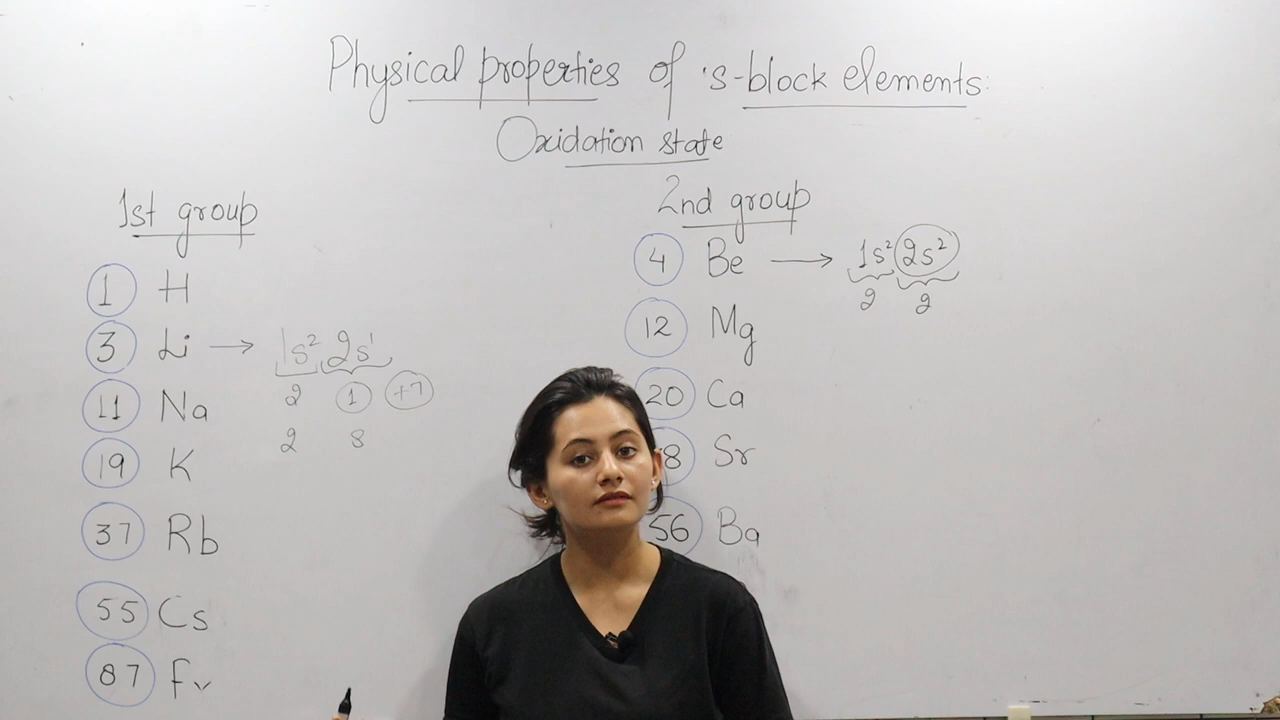 Physical properties of s-block elements:
Oxidation state
1st group
1 H
3 Li → 1s² 2s¹
2 1 +7
2 8
11 Na
19 K
37 Rb
55 Cs
87 Fr
2nd group
4 Be → 1s² 2s²
2 2
12 Mg
20 Ca
8 Sr
56 Ba